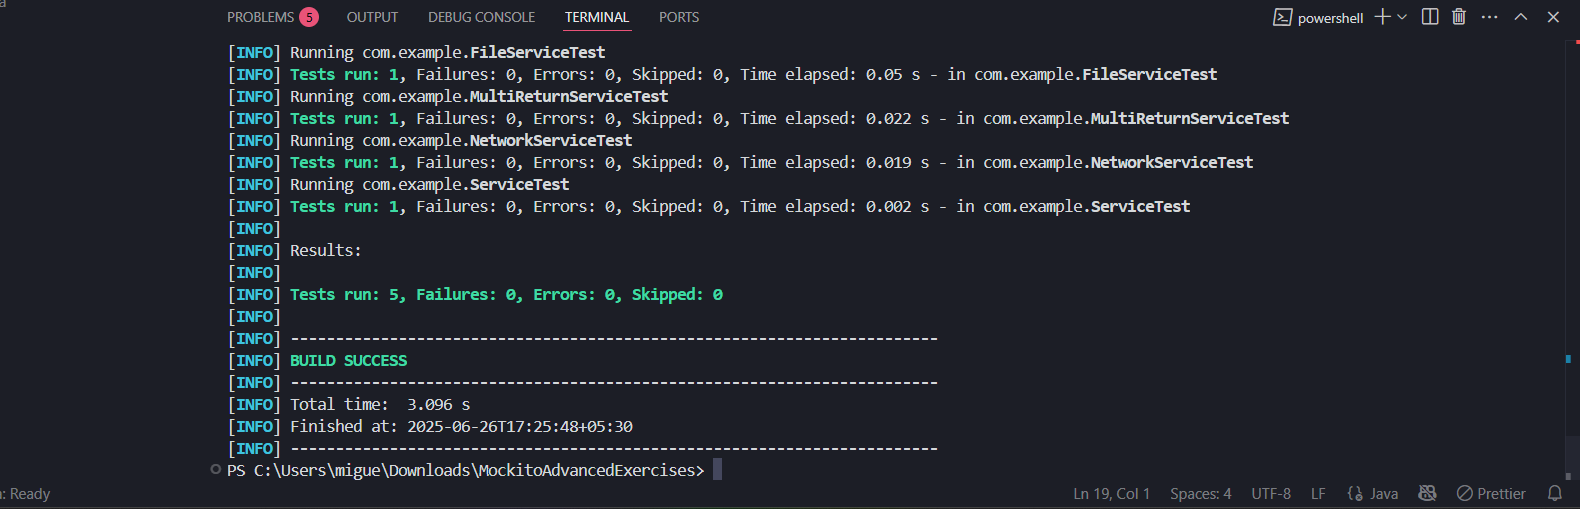 a
PROBLEMS 5 OUTPUT DEBUG CONSOLE TERMINAL PORTS powershell
[INFO] Running com.example.FileServiceTest
[INFO] Tests run: 1, Failures: 0, Errors: 0, Skipped: 0, Time elapsed: 0.05 s - in com.example.FileServiceTest
[INFO] Running com.example.MultiReturnServiceTest
[INFO] Tests run: 1, Failures: 0, Errors: 0, Skipped: 0, Time elapsed: 0.022 s - in com.example.MultiReturnServiceTest
[INFO] Running com.example.NetworkServiceTest
[INFO] Tests run: 1, Failures: 0, Errors: 0, Skipped: 0, Time elapsed: 0.019 s - in com.example.NetworkServiceTest
[INFO] Running com.example.ServiceTest
[INFO] Tests run: 1, Failures: 0, Errors: 0, Skipped: 0, Time elapsed: 0.002 s - in com.example.ServiceTest
[INFO]
[INFO] Results:
[INFO]
[INFO] Tests run: 5, Failures: 0, Errors: 0, Skipped: 0
[INFO]
[INFO] ------------------------------------------------------------------------
[INFO] BUILD SUCCESS
[INFO] ------------------------------------------------------------------------
[INFO] Total time:  3.096 s
[INFO] Finished at: 2025-06-26T17:25:48+05:30
[INFO] ------------------------------------------------------------------------
PS C:\Users\migue\Downloads\MockitoAdvancedExercises>
: Ready Ln 19, Col 1 Spaces: 4 UTF-8 LF Java Prettier